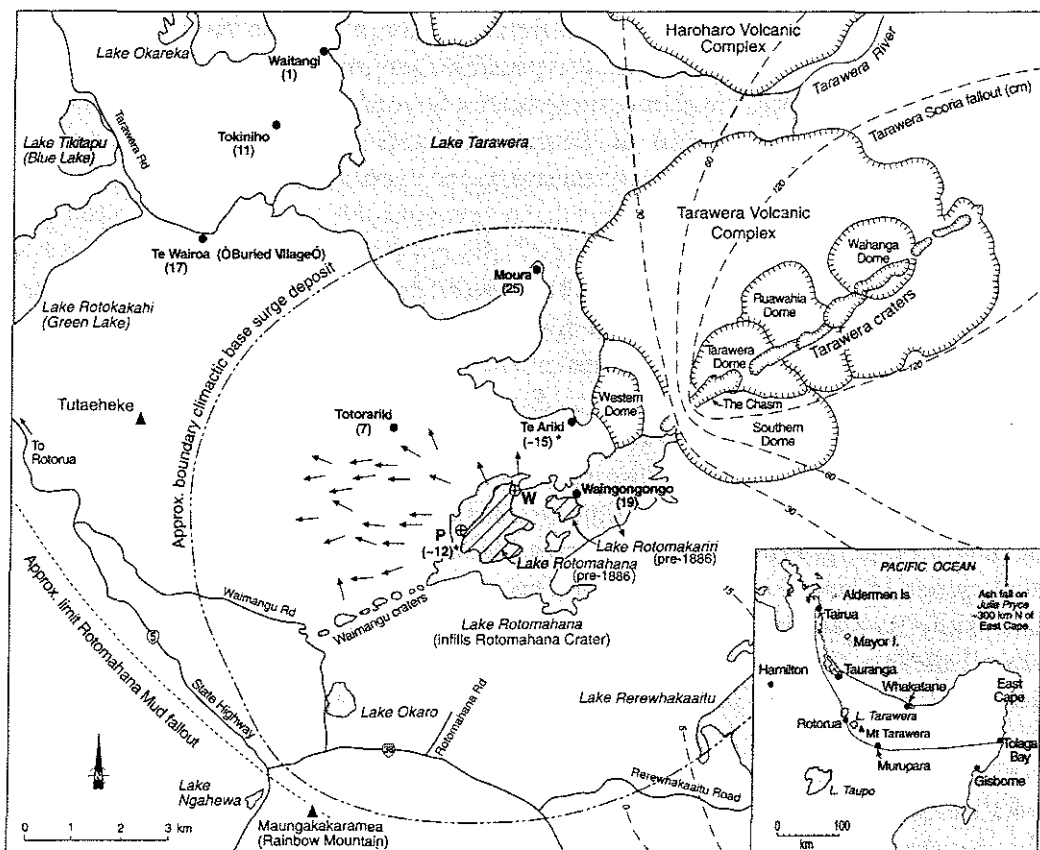 Lake Okareka
Waitangi
(1)
Haroharo Volcanic
Complex
Tarawera River
Tarawera Scoria fallout (cm)
Tokiniho
(11)
Lake Tikitapu
(Blue Lake)
Tarawera Rd
Lake Tarawera
30
60
120
Tarawera Volcanic
Complex
Wahanga
Dome
Te Wairoa (ÒBuried VillageÓ)
(17)
Moura
(25)
Ruawahia
Dome
Lake Rotokakahi
(Green Lake)
Approx. boundary climactic base surge deposit
Tarawera
Dome
Tarawera craters
120
Tutaeheke
Western
Dome
The Chasm
Totorariki
(7)
Te Ariki
(~15)*
Southern
Dome
To
Rotorua
60
W
Waingongongo
(19)
30
P
(~12)*
Lake Rotomakariri
(pre-1886)
Lake Rotomahana
(pre-1886)
Approx. limit Rotomahana Mud fallout
Waimangu Rd
Waimangu craters
Lake Rotomahana
(infills Rotomahana Crater)
15
5
State Highway
Lake Okaro
Rotomahana Rd
Lake Rerewhakaaitu
38
5
Rerewhakaaitu Road
0
N
Lake
Ngahewa
0 1 2 3 km
Maungakakaramea
(Rainbow Mountain)
PACIFIC OCEAN
Ash fall on
Julia Pryce
~300 km N of
East Cape
Aldermen Is
Tairua
Mayor I.
Hamilton
Tauranga
Whakatane
East
Cape
Rotorua
L. Tarawera
Mt Tarawera
Tolaga
Bay
Murupara
Gisborne
L. Taupo
0 100
km